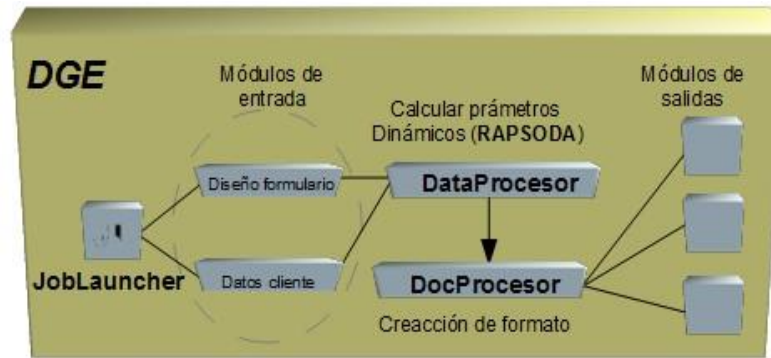 DGE
Módulos de
entrada
Calcular prámetros
Dinámicos (RAPSODA)
Módulos de
salidas
Diseño formulario
DataProcesor
JobLauncher
Datos cliente
DocProcesor
Creacción de formato